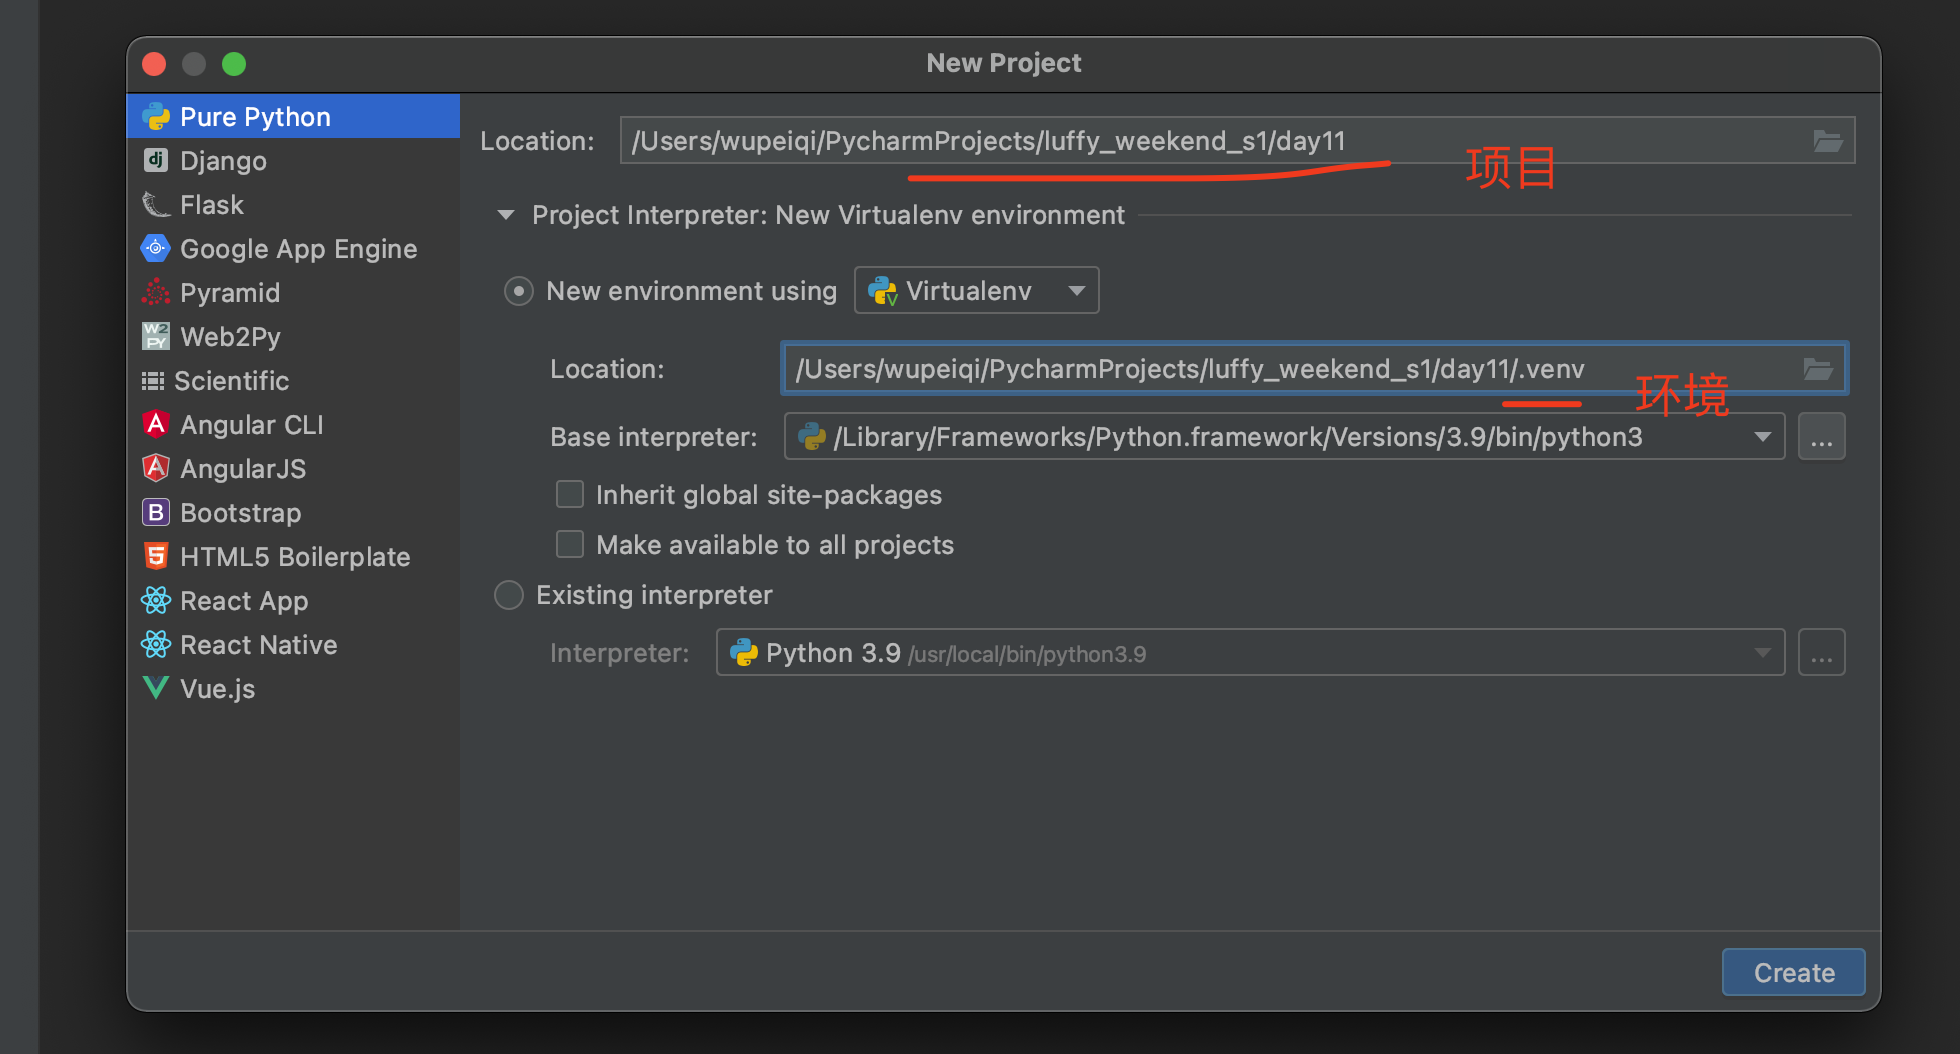 New Project
Pure Python
Django
Flask
Google App Engine
Pyramid
Web2Py
Scientific
Angular CLI
AngularJS
Bootstrap
HTML5 Boilerplate
React App
React Native
Vue.js
Location: /Users/wupeiqi/PycharmProjects/luffy_weekend_s1/day11
项目
Project Interpreter: New Virtualenv environment
New environment using Virtualenv
Location: /Users/wupeiqi/PycharmProjects/luffy_weekend_s1/day11/.venv
环境
Base interpreter: /Library/Frameworks/Python.framework/Versions/3.9/bin/python3 ...
Inherit global site-packages
Make available to all projects
Existing interpreter
Interpreter: Python 3.9 /usr/local/bin/python3.9 ...
Create